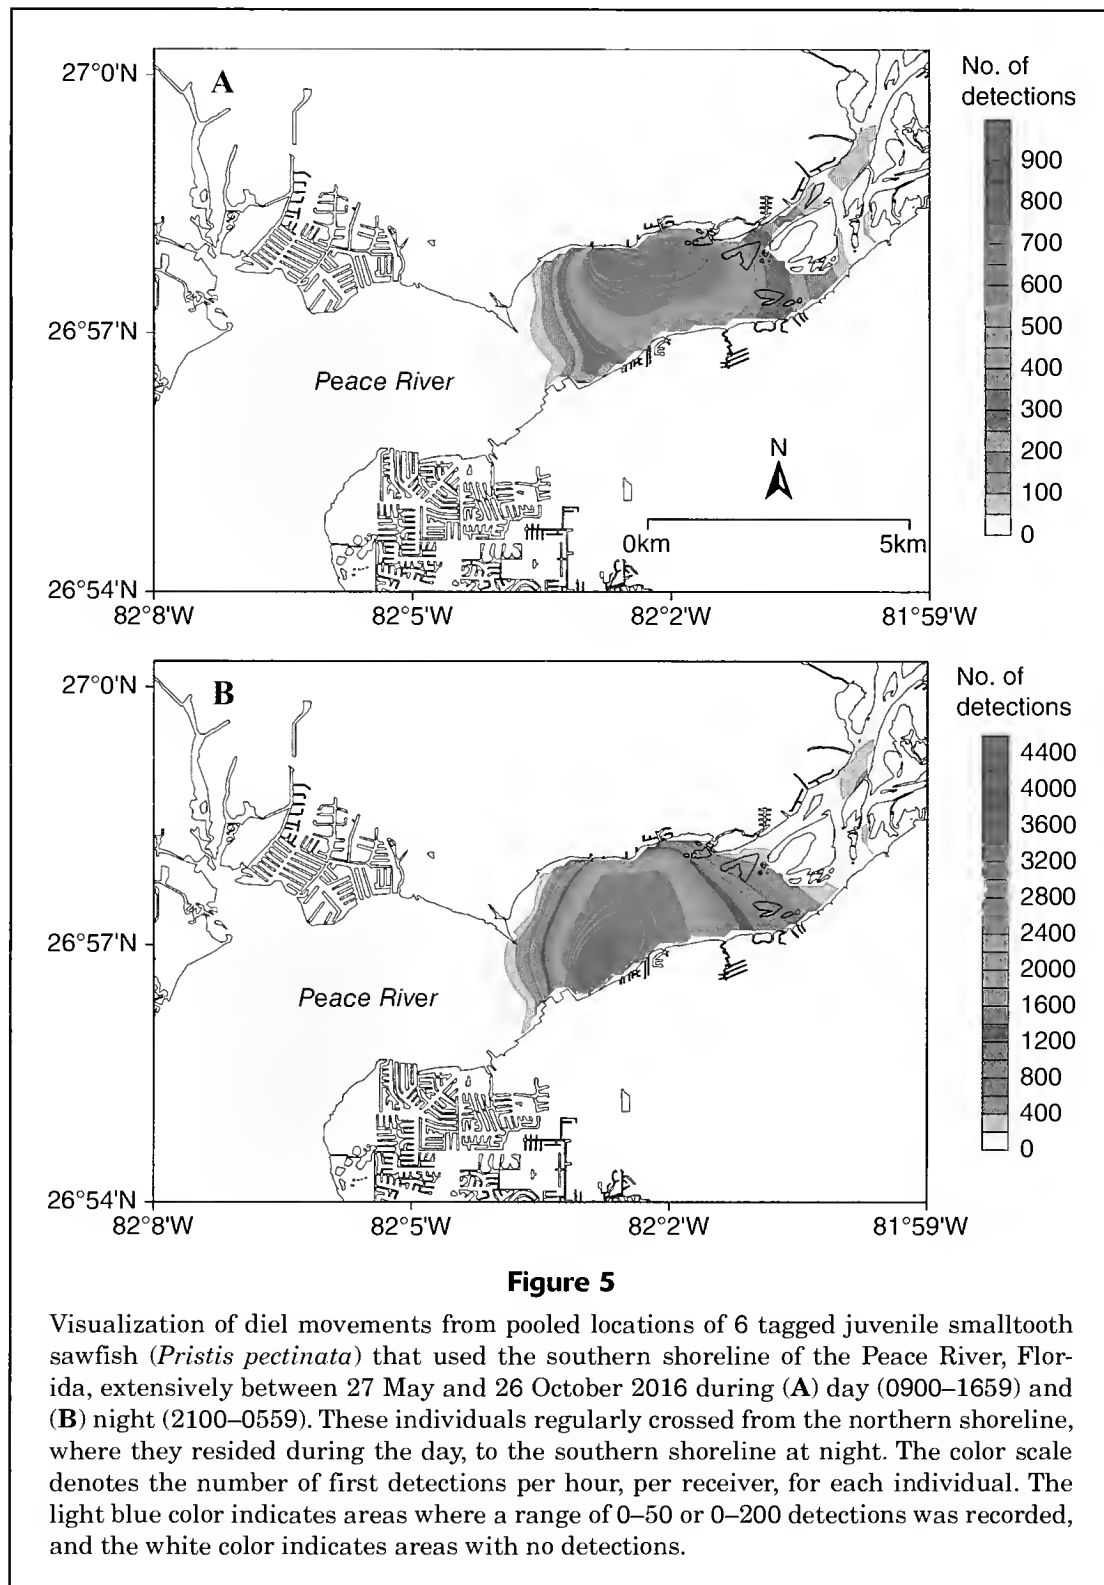 A
27°0'N
26°57'N
26°54'N
82°8'W
82°5'W
82°2'W
81°59'W
Peace River
N
0km
5km
No. of
detections
900
800
700
600
500
400
300
200
100
0
B
27°0'N
26°57'N
26°54'N
82°8'W
82°5'W
82°2'W
81°59'W
Peace River
No. of
detections
4400
4000
3600
3200
2800
2400
2000
1600
1200
800
400
0
Figure 5
Visualization of diel movements from pooled locations of 6 tagged juvenile smalltooth
sawfish (Pristis pectinata) that used the southern shoreline of the Peace River, Flor-
ida, extensively between 27 May and 26 October 2016 during (A) day (0900–1659) and
(B) night (2100–0559). These individuals regularly crossed from the northern shoreline,
where they resided during the day, to the southern shoreline at night. The color scale
denotes the number of first detections per hour, per receiver, for each individual. The
light blue color indicates areas where a range of 0–50 or 0–200 detections was recorded,
and the white color indicates areas with no detections.